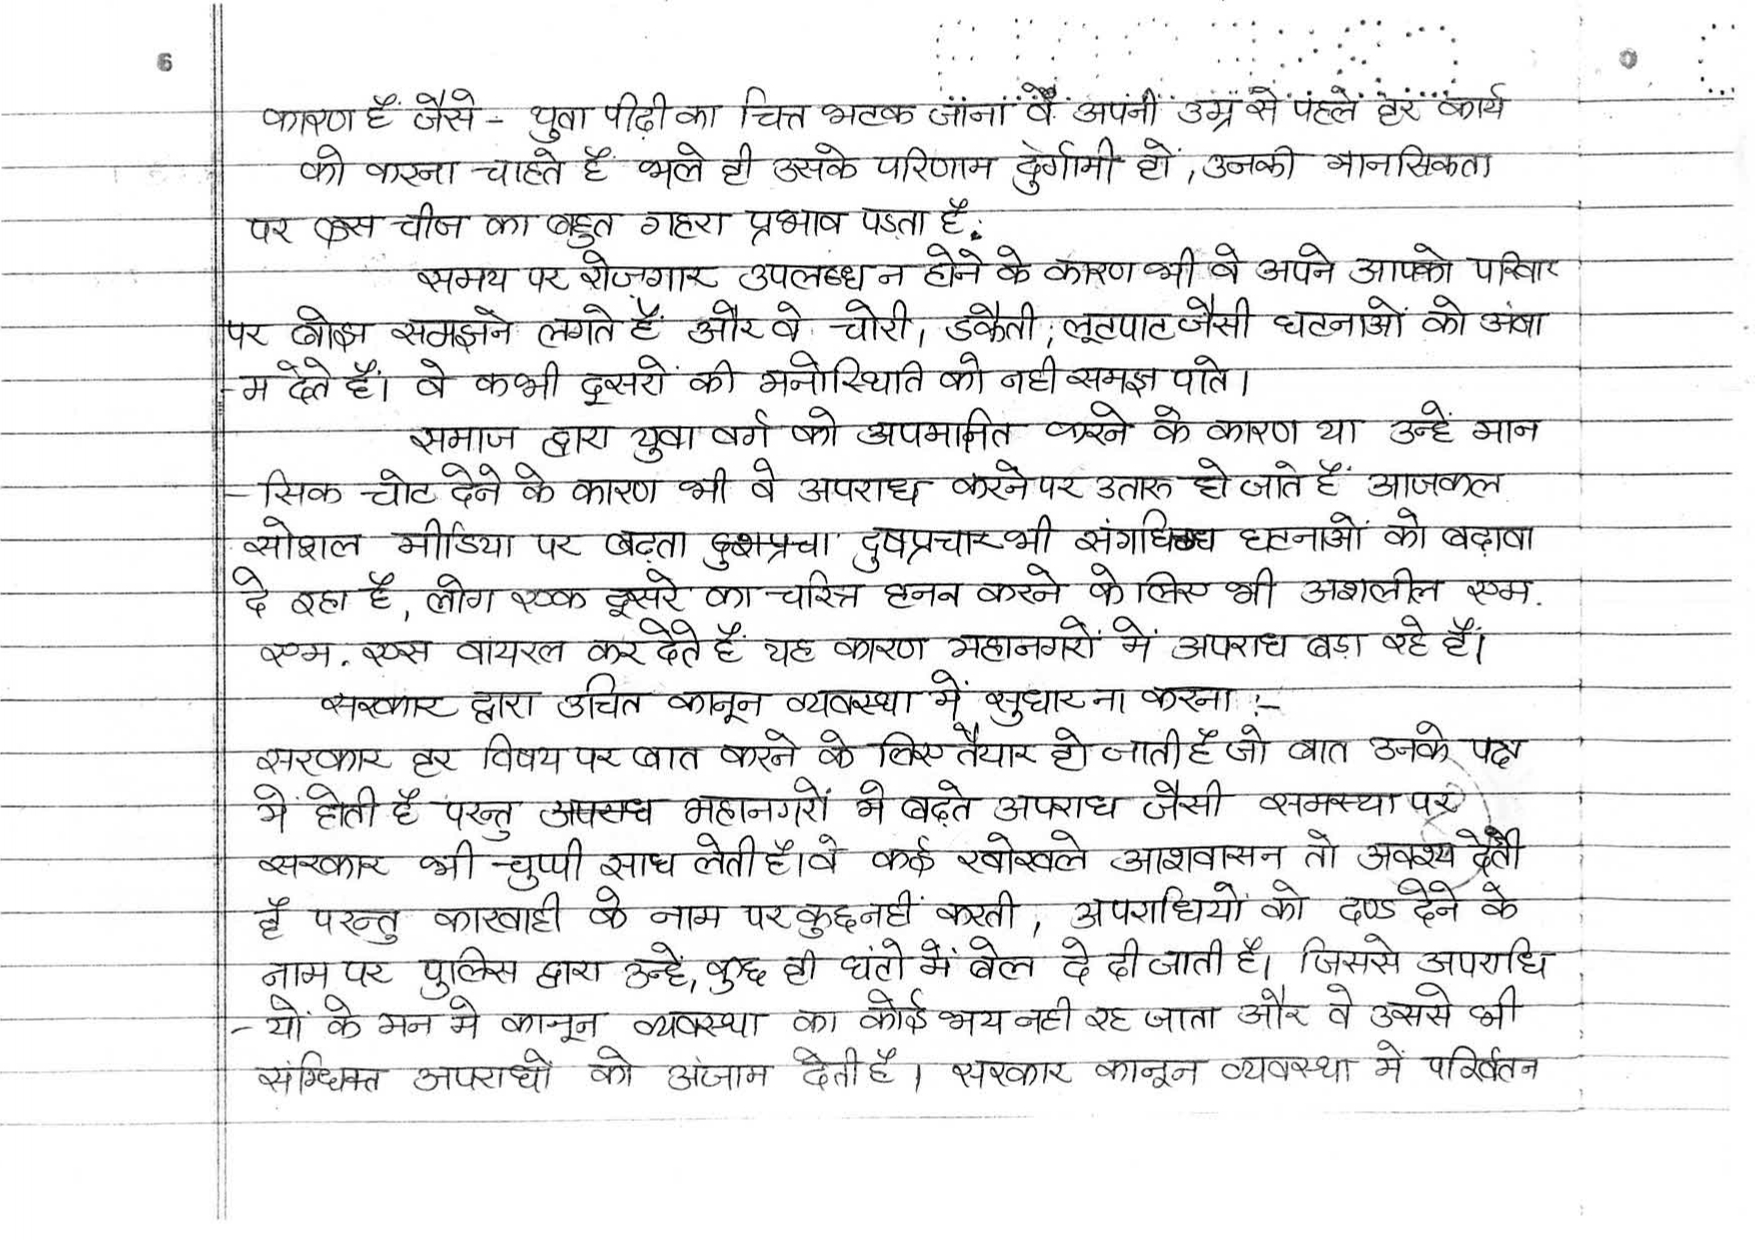 6
कारण हैं जैसे - युवा पीढ़ी का चित्त भटक जाना वे अपनी उम्र से पहले हर कार्य
को करना चाहते हैं भले ही उसके परिणाम दुर्गामी हों, उनकी मानसिकता
पर इस चीज का बहुत गहरा प्रभाव पड़ता है.
समय पर रोज़गार उपलब्ध न होने के कारण भी वे अपने आपको परिवार
पर बोझ समझने लगते हैं और वे चोरी, डकैती, लूटपाट जैसी घटनाओं को अंजा
-म देते हैं। वे कभी दूसरों की मनोस्थिति को नही समझ पाते।
समाज द्वारा युवा वर्ग को अपमानित करने के कारण या उन्हें मान
- सिक चोट देने के कारण भी वे अपराध करने पर उतारू हो जाते हैं आजकल
सोशल मीडिया पर बढ़ता दुशप्रचा दुषप्रचार भी घटनाओं को बढ़ावा
दे रहा है, लोग एक दूसरे का चरित्र हनन करने के लिए भी अशलील एम.
एम. एस वायरल कर देते हैं यह कारण महानगरों में अपराध बड़ा रहे हैं।
सरकार द्वारा उचित कानून व्यवस्था में सुधार ना करना :-
सरकार हर विषय पर बात करने के लिए तैयार हो जाती है जो बात उनके पक्ष
में होती है परन्तु अपराध महानगरों मे बढ़ते अपराध जैसी समस्या पर
सरकार भी चुप्पी साध लेती है। वे कई खोखले आशवासन तो अवश्य देती
है परन्तु कारवाही के नाम पर कुछ नहीं करती, अपराधियों को दण्ड देने के
नाम पर पुलिस द्वारा उन्हे, कुछ ही घंतो में बेल दे दी जाती है। जिससे अपराधि
- यों के मन मे कानून व्यवस्था का कोई भय नही रह जाता और वे उससे भी
अपराधों को अंजाम देती है। सरकार कानून व्यवस्था में परिर्वतन